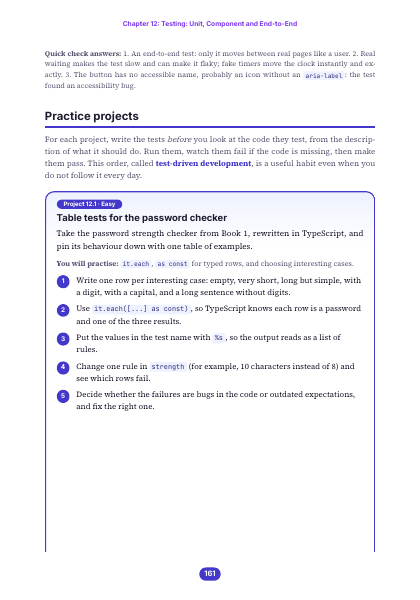 Chapter 12: Testing: Unit, Component and End-to-End
Quick check answers: 1. An end-to-end test: only it moves between real pages like a user. 2. Real
waiting makes the test slow and can make it flaky; fake timers move the clock instantly and ex-
actly. 3. The button has no accessible name, probably an icon without an aria-label: the test
found an accessibility bug.
Practice projects
For each project, write the tests before you look at the code they test, from the descrip-
tion of what it should do. Run them, watch them fail if the code is missing, then make
them pass. This order, called test-driven development, is a useful habit even when you
do not follow it every day.
Project 12.1 · Easy
Table tests for the password checker
Take the password strength checker from Book 1, rewritten in TypeScript, and
pin its behaviour down with one table of examples.
You will practise: it.each, as const for typed rows, and choosing interesting cases.
1 Write one row per interesting case: empty, very short, long but simple, with
a digit, with a capital, and a long sentence without digits.
2 Use it.each([...] as const), so TypeScript knows each row is a password
and one of the three results.
3 Put the values in the test name with %s, so the output reads as a list of
rules.
4 Change one rule in strength (for example, 10 characters instead of 8) and
see which rows fail.
5 Decide whether the failures are bugs in the code or outdated expectations,
and fix the right one.
161